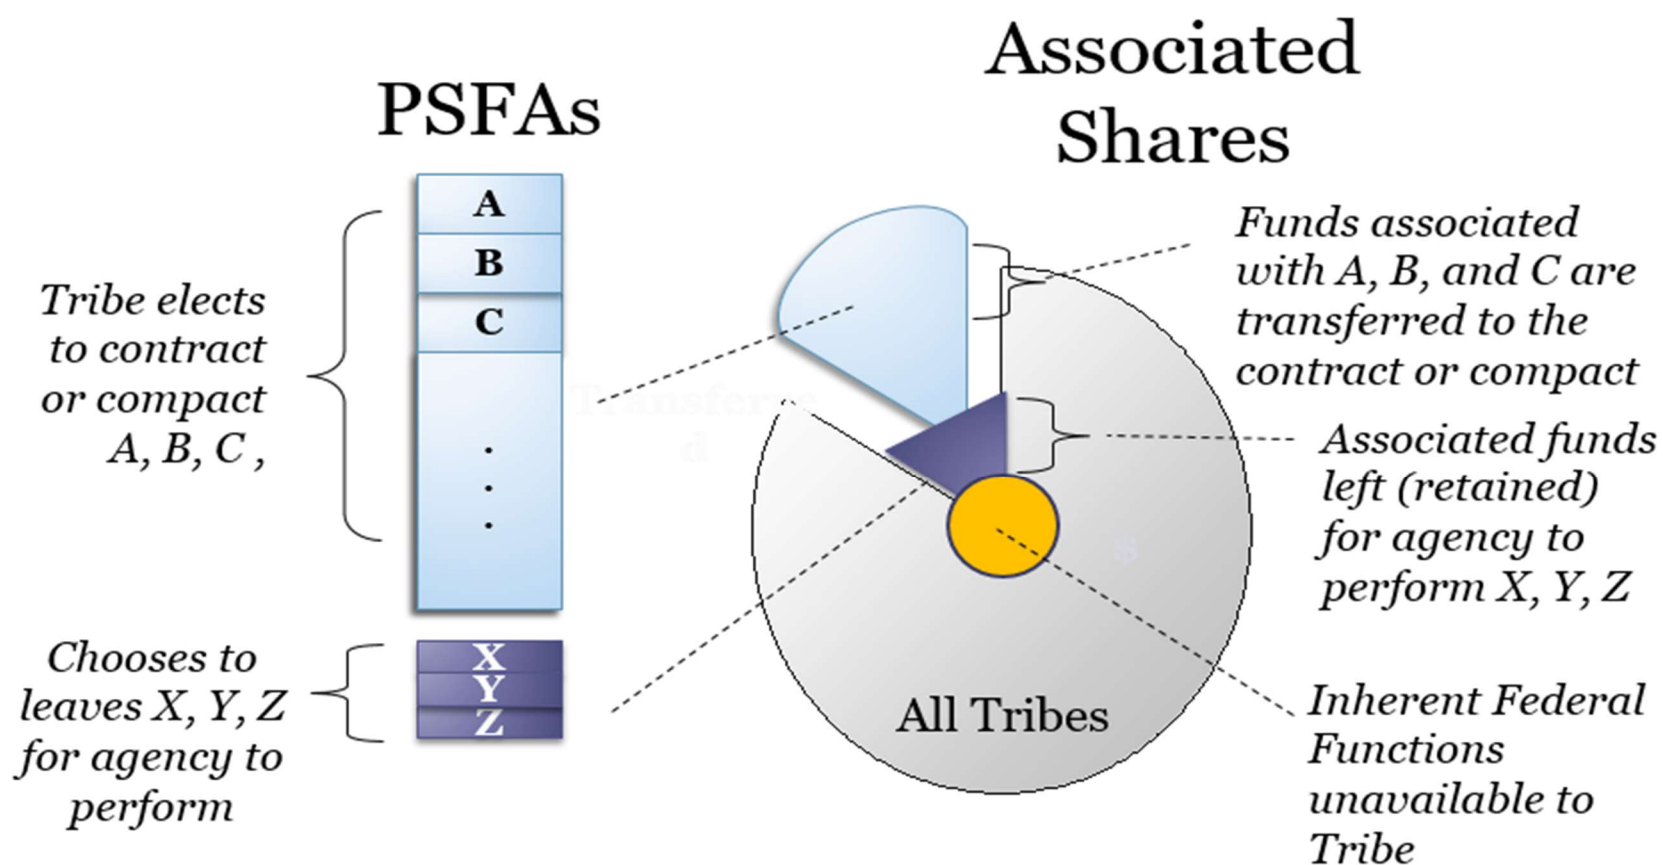 Associated
Shares
PSFAs
A
B
C
.
.
.
Tribe elects
to contract
or compact
A, B, C ,
X
Y
Z
Chooses to
leaves X, Y, Z
for agency to
perform
Transferre
d
$
All Tribes
Funds associated
with A, B, and C are
transferred to the
contract or compact
Associated funds
left (retained)
for agency to
perform X, Y, Z
Inherent Federal
Functions
unavailable to
Tribe